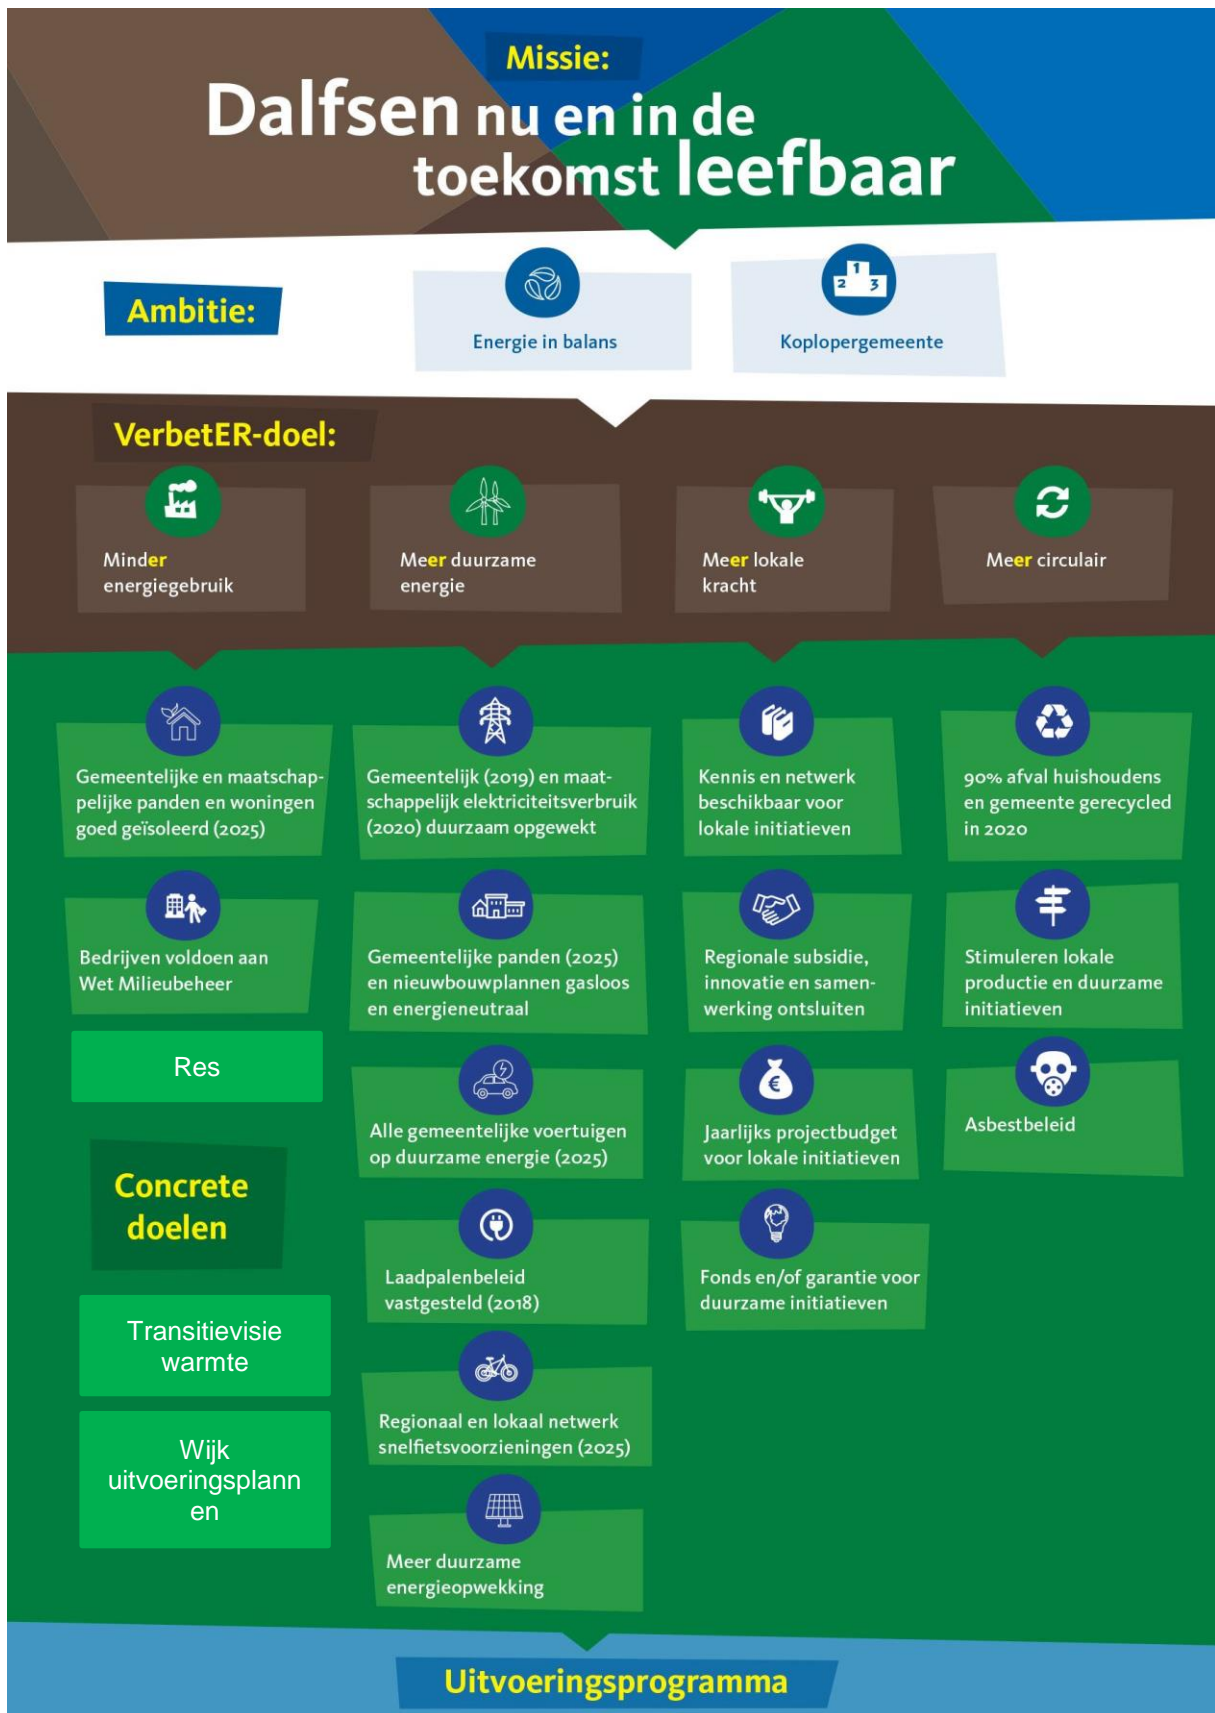 Missie:
Dalfsen nu en in de
toekomst leefbaar
Ambitie:
Energie in balans
1
2 3
Koplopergemeente
VerbetER-doel:
Minder
energiegebruik
Meer duurzame
energie
Meer lokale
kracht
Meer circulair
Gemeentelijke en maatschap-
pelijke panden en woningen
goed geïsoleerd (2025)
Bedrijven voldoen aan
Wet Milieubeheer
Res
Concrete
doelen
Transitievisie
warmte
Wijk
uitvoeringsplann
en
Gemeentelijk (2019) en maat-
schappelijk elektriciteitsverbruik
(2020) duurzaam opgewekt
Gemeentelijke panden (2025)
en nieuwbouwplannen gasloos
en energieneutraal
Alle gemeentelijke voertuigen
op duurzame energie (2025)
Laadpalenbeleid
vastgesteld (2018)
Regionaal en lokaal netwerk
snelfietsvoorzieningen (2025)
Meer duurzame
energieopwekking
Kennis en netwerk
beschikbaar voor
lokale initiatieven
Regionale subsidie,
innovatie en samen-
werking ontsluiten
€
Jaarlijks projectbudget
voor lokale initiatieven
Fonds en/of garantie voor
duurzame initiatieven
90% afval huishoudens
en gemeente gerecycled
in 2020
Stimuleren lokale
productie en duurzame
initiatieven
Asbestbeleid
Uitvoeringsprogramma